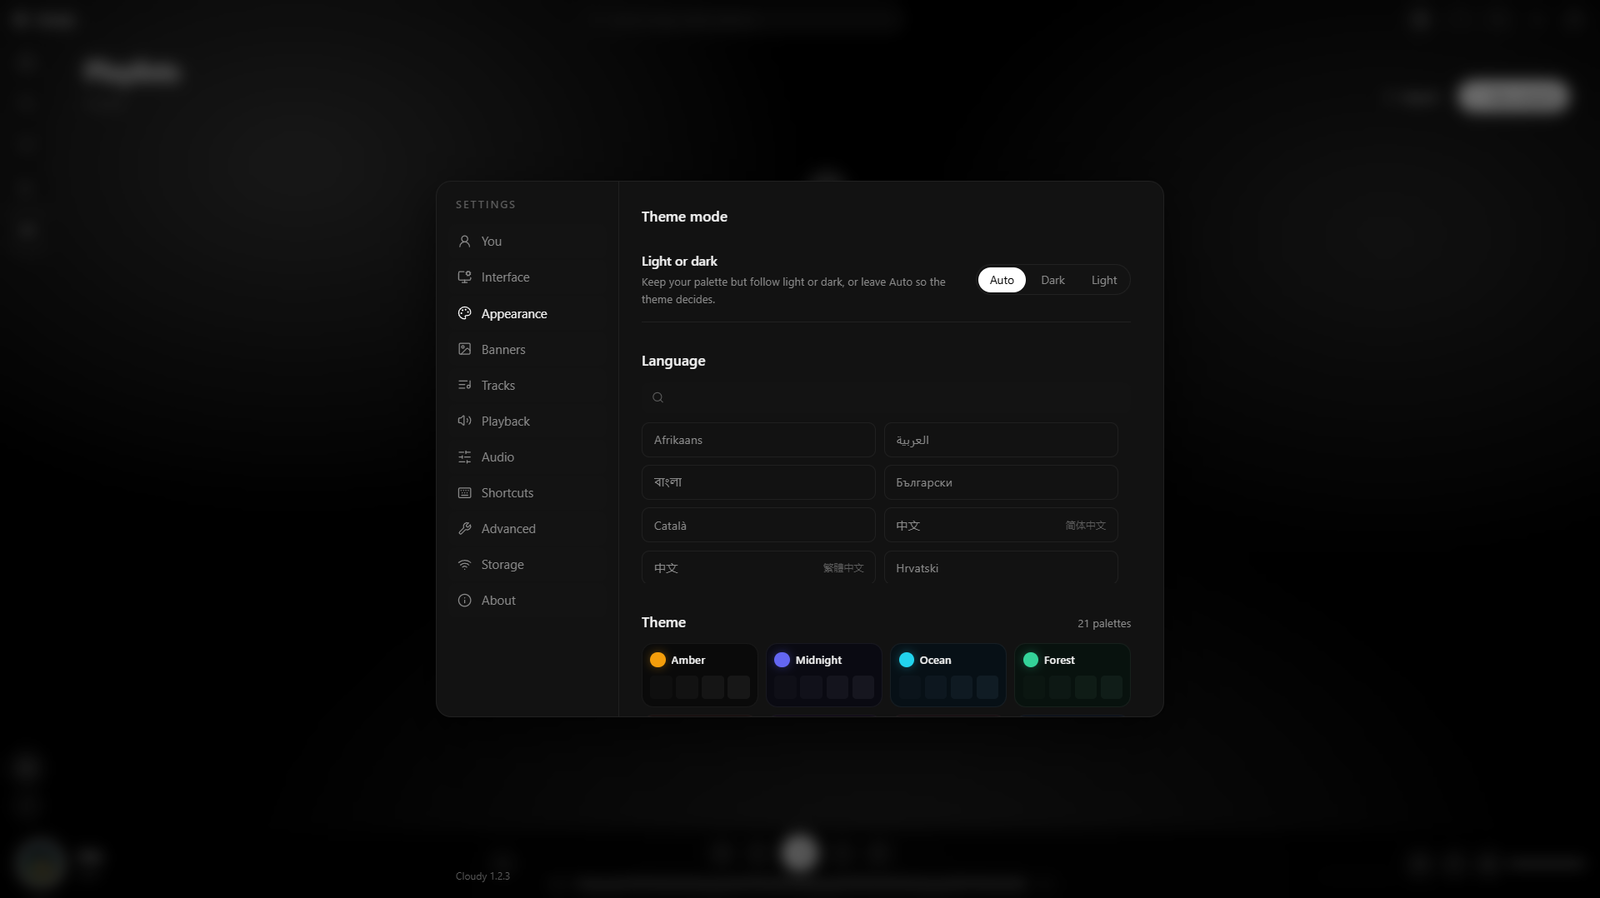 Playlists
SETTINGS
You
Interface
Appearance
Banners
Tracks
Playback
Audio
Shortcuts
Advanced
Storage
About
Cloudy 1.2.3
Theme mode
Light or dark
Keep your palette but follow light or dark, or leave Auto so the
theme decides.
Auto
Dark
Light
Language
Afrikaans
العربية
বাংলা
Български
Català
中文
简体中文
中文
繁體中文
Hrvatski
Theme
21 palettes
Amber
Midnight
Ocean
Forest